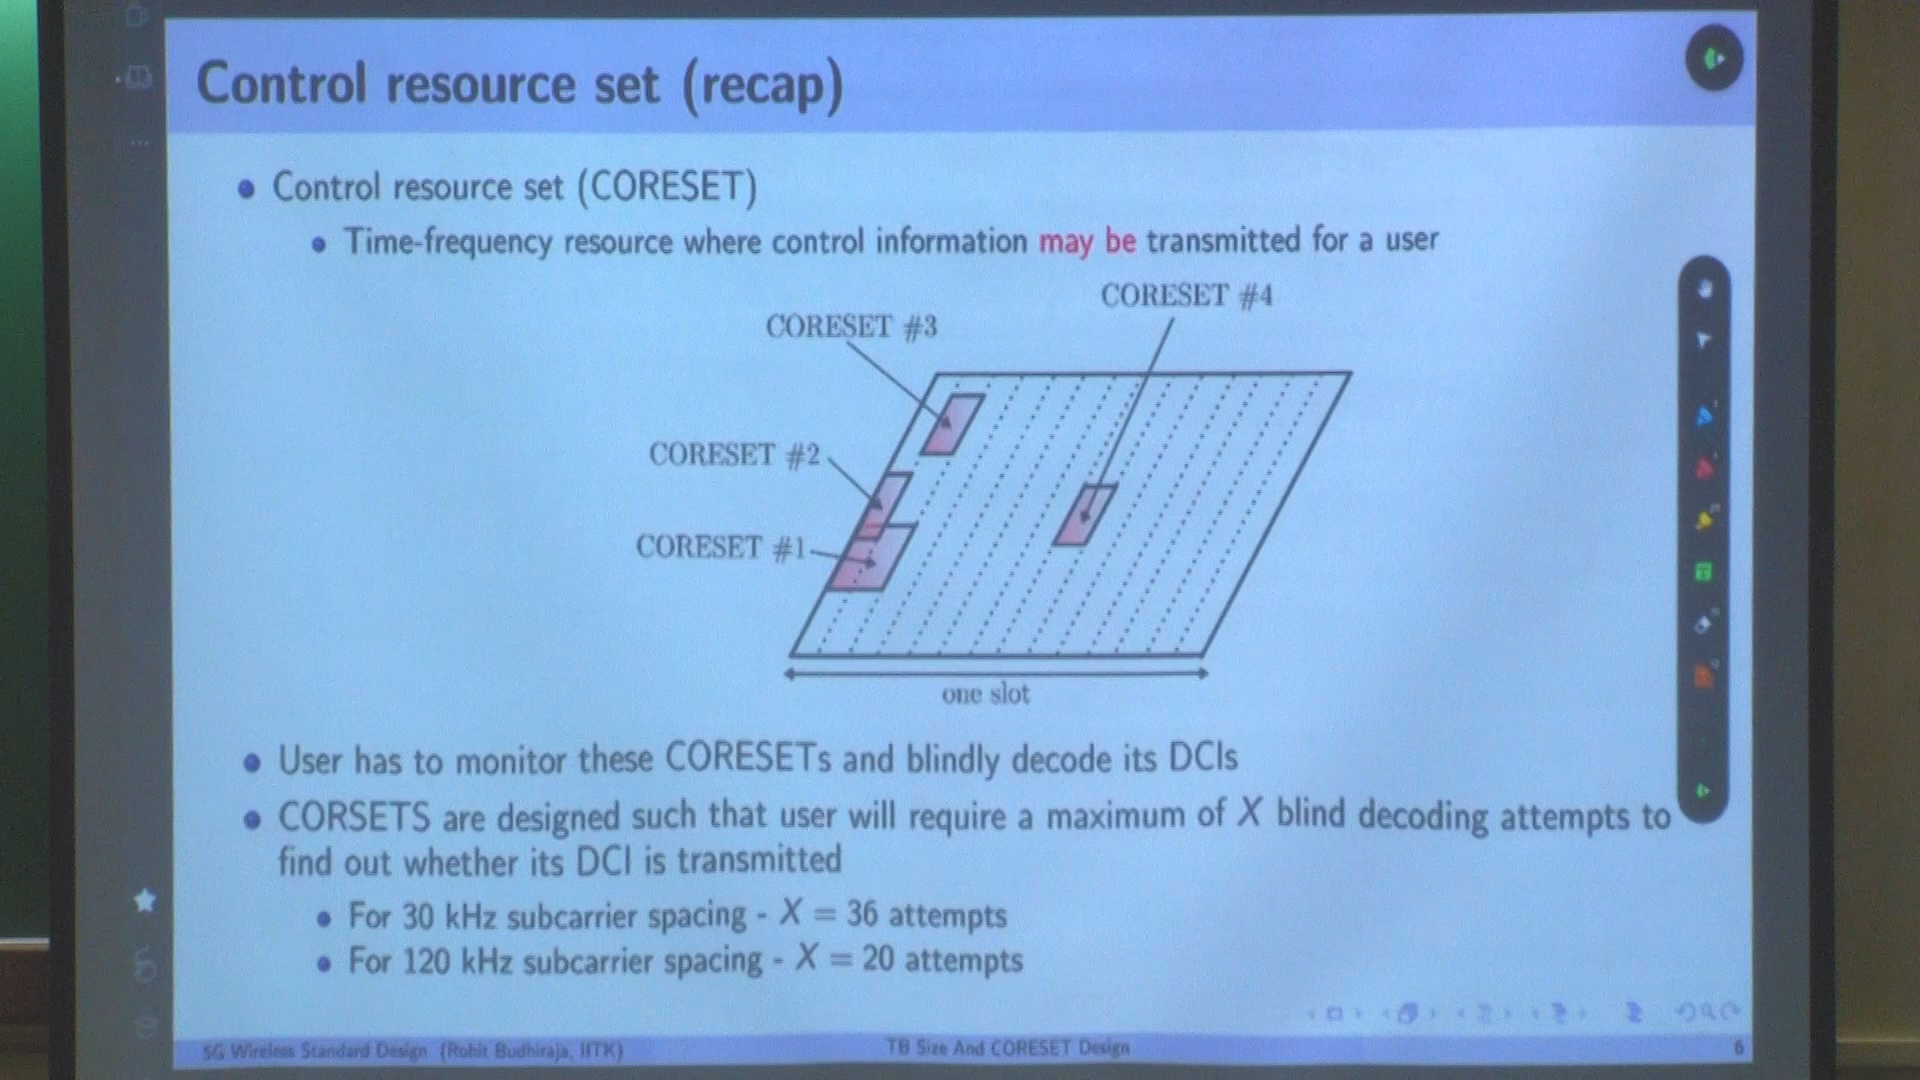 Control resource set (recap)
Control resource set (CORESET)
Time-frequency resource where control information may be transmitted for a user
CORESET #4
CORESET #3
CORESET #2
CORESET #1
one slot
User has to monitor these CORESETs and blindly decode its DCIs
CORSETS are designed such that user will require a maximum of X blind decoding attempts to
find out whether its DCI is transmitted
For 30 kHz subcarrier spacing - X = 36 attempts
For 120 kHz subcarrier spacing - X = 20 attempts
5G Wireless Standard Design (Rohit Budhiraja, IITK)
TB Size And CORESET Design
6